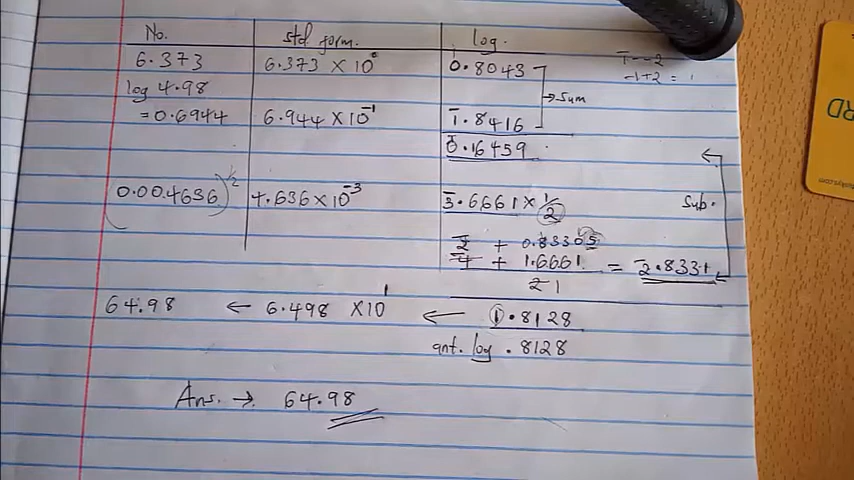 No. std. form. log.
6.373 6.373 × 10⁰ 0.8043
log 4.98 → Sum
= 0.6944 6.944 × 10⁻¹ 1̅.8416
0.16459
(0.004636)^1/2 4.636 × 10⁻³ 3̅.6661 × 1/2 Sub.
2̅ + 0.83305
4̅ + 1.6661 = 2̅.8331
2 1
64.98 ← 6.498 × 10¹ ← 1.8128
ant. log .8128
Ans. → 64.98
-1+2 =